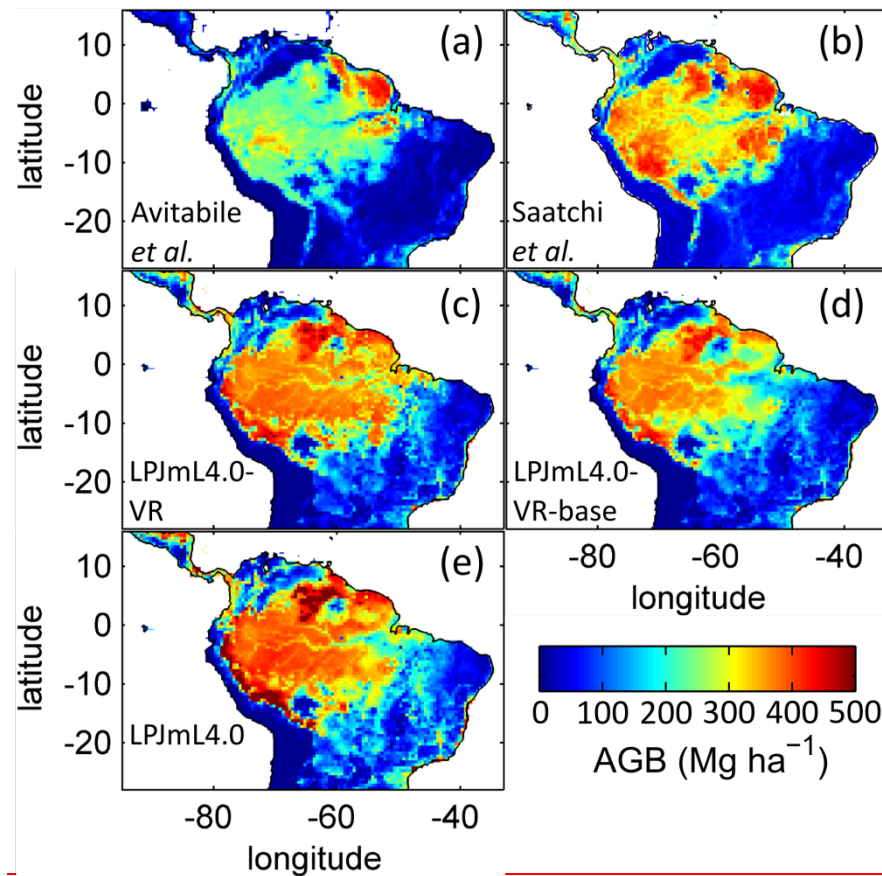 10
0
-10
-20
latitude
(a)
Avitabile
et al.
(b)
Saatchi
et al.
10
0
-10
-20
latitude
(c)
LPJmL4.0-
VR
(d)
LPJmL4.0-
VR-base
-80 -60 -40
longitude
10
0
-10
-20
latitude
(e)
LPJmL4.0
-80 -60 -40
longitude
0 100 200 300 400 500
AGB (Mg ha⁻¹)